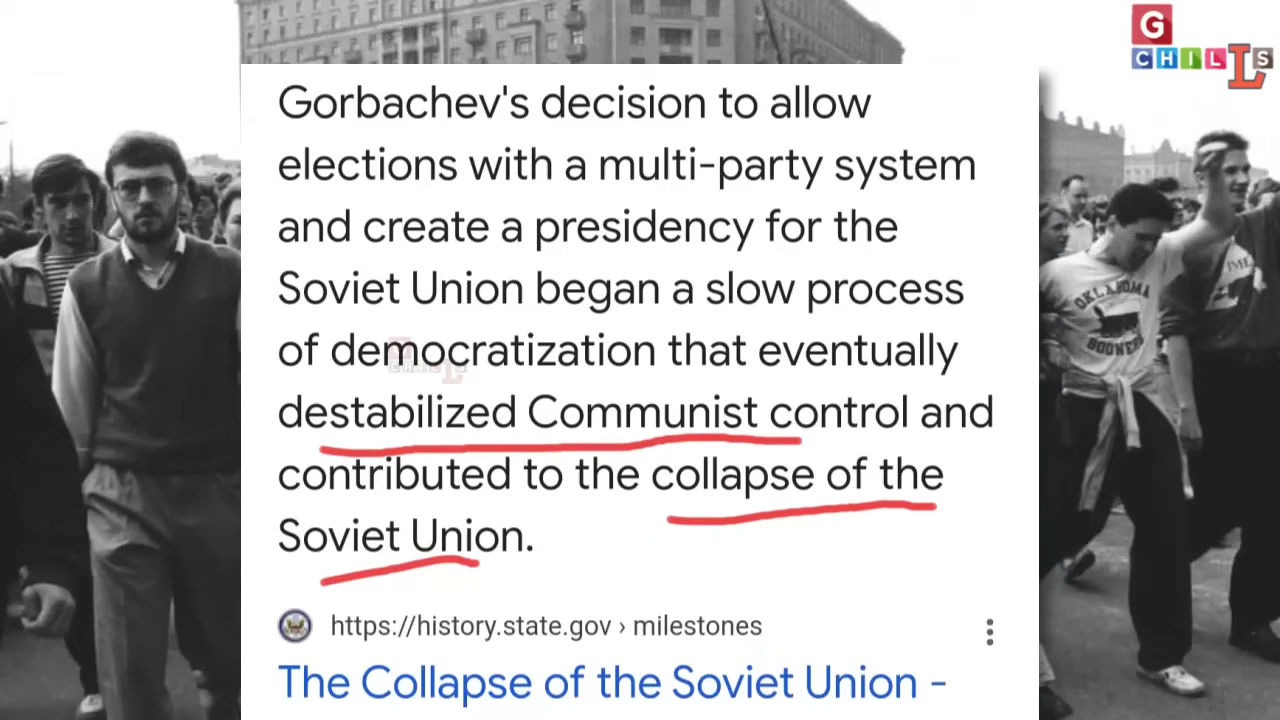 G
CHILLS
Gorbachev's decision to allow
elections with a multi-party system
and create a presidency for the
Soviet Union began a slow process
of democratization that eventually
destabilized Communist control and
contributed to the collapse of the
Soviet Union.
https://history.state.gov › milestones
The Collapse of the Soviet Union -
OKLAHOMA
SOONERS